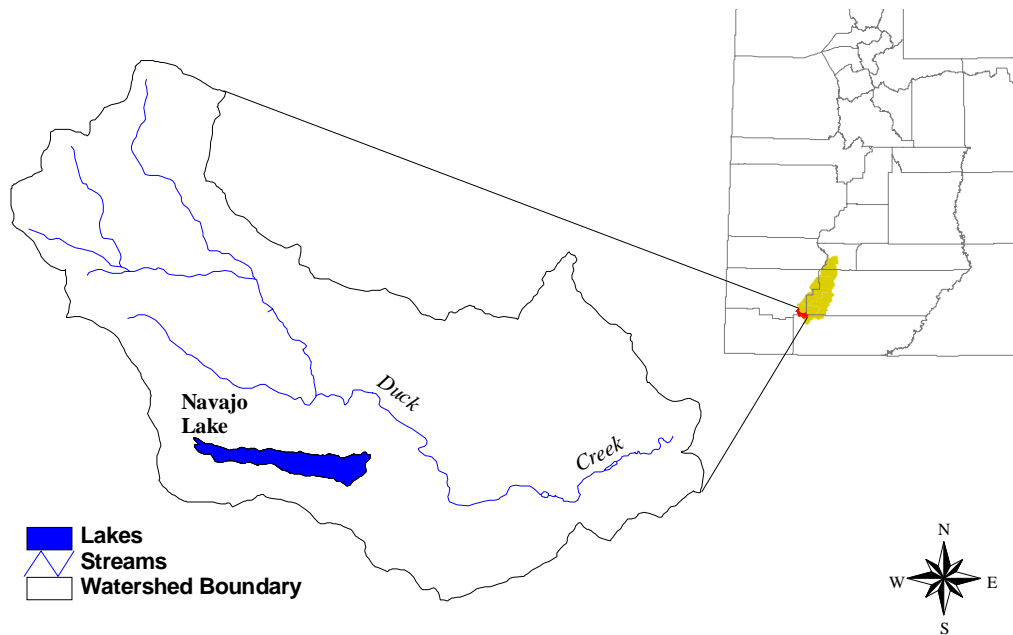 Navajo
Lake
Duck
Creek
Lakes
Streams
Watershed Boundary
N
W
E
S